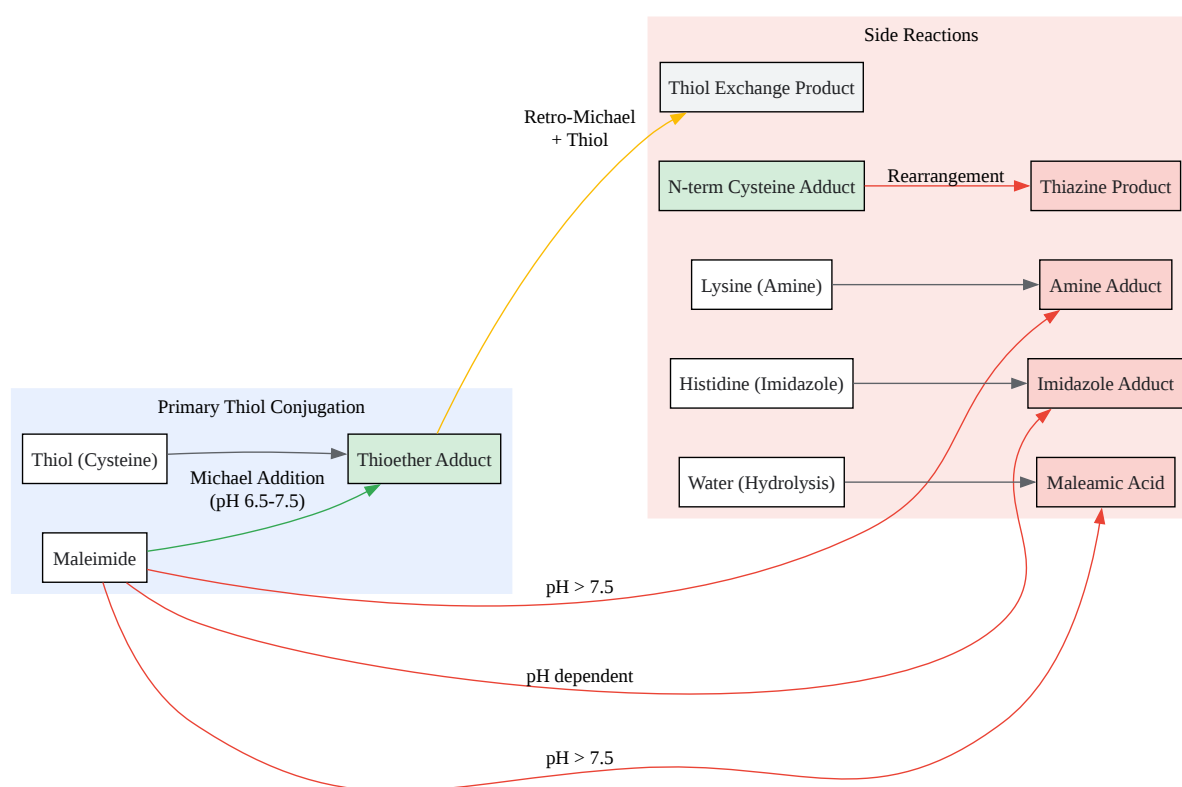 Side Reactions
Thiol Exchange Product
Retro-Michael
+ Thiol
N-term Cysteine Adduct
Rearrangement
Thiazine Product
Lysine (Amine)
Amine Adduct
Histidine (Imidazole)
Imidazole Adduct
Primary Thiol Conjugation
Thiol (Cysteine)
Thioether Adduct
Michael Addition
(pH 6.5-7.5)
Water (Hydrolysis)
Maleamic Acid
Maleimide
pH > 7.5
pH dependent
pH > 7.5